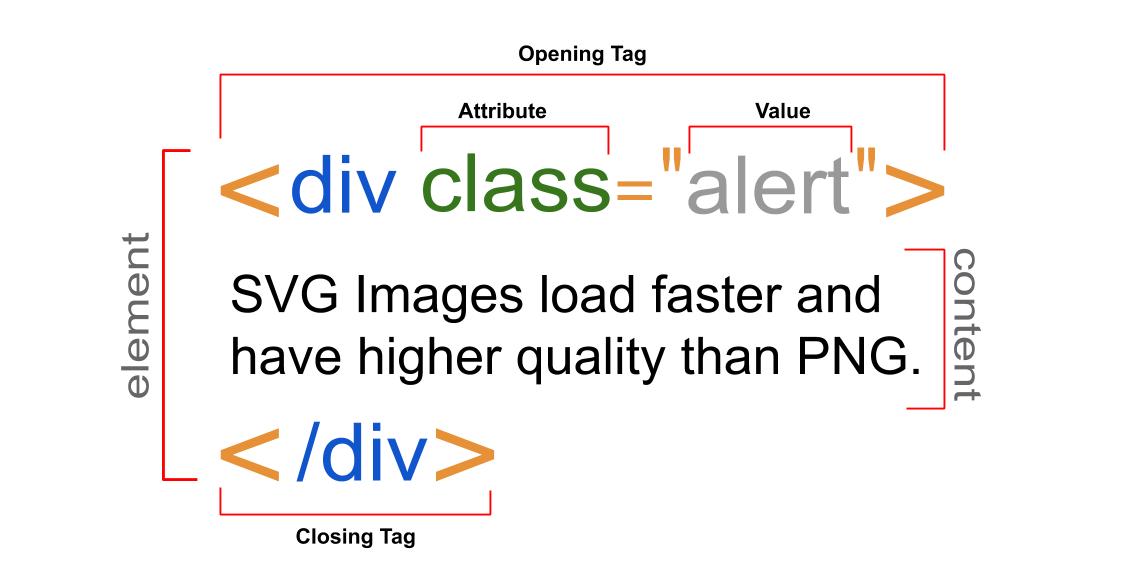 Opening Tag
Attribute
Value
<div class="alert">
element
SVG Images load faster and
have higher quality than PNG.
content
< /div>
Closing Tag